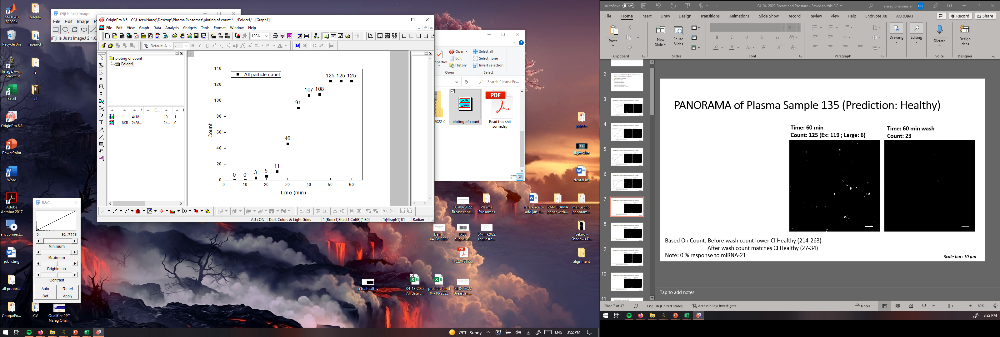 MATLAB
R2020b
fidelity
Recycle Bin
research
ImageJ-wi...
- Shortcut
g
Excel
all
OriginPro 8.5
PowerPoint
Word
Adobe
Acrobat 2017
anyconnect...
job isting
all proposal
CougarFu...
CV
Qualifier PPT
Nareg Oha...
(Fiji Is Just) ImageJ
File Edit Image P
(Fiji Is Just) ImageJ 2.1.0
B&C
0 92.7778
Minimum
Maximum
Brightness
Contrast
Auto Reset
Set Apply
OriginPro 8.5 - C:\Users\Nareg\Desktop\Plasma Exosomes\ploting of count * - /Folder1/ - [Graph1]
File Edit View Graph Data Analysis Gadgets Tools Format Window Help
100%
Default: A 0 B I U
ploting of count
Folder1
1... 4/18... 10... 1
8KB 2/28... 2/... 0
1
All particle count
140
120
100
80
60
40
20
0
0 0 3 5 11 46 91 107 108 125 125 125
0 10 20 30 40 50 60
Count
Time (min)
AU : ON Dark Colors & Light Grids 1:[Book1]Sheet1!Col(B)[1:30] 1:[Graph1]1!1 Radian
operties
Open
Edit
History
Open
Select all
Select none
Invert selection
Select
Search Plasma Ex...
2022-0
ploting of count
PDF
Read this shit
someday
papers
light wire
dental ins
03-09-2022
Breast canc...
Plasma
Exosomes
reference to
add jan-1...
PANORAMA
paper with...
manuscript
panoram...
Demo
04-08-2022
IX83
alignem...
04-11-2022
requeste...
Sekiro -
Shadows D...
PDF
1-s2.0-S155...
alignment
extra healthy
04-18-2022
All data c...
prostate bind
04-18-2022
04-04-2022
Breast an...
79°F Sunny ENG 3:22 PM
AutoSave Off 04-04-2022 Breast and Prostate • Saved to this PC nareg ohannesian NO
File Home Insert Draw Design Transitions Animations Slide Show Record Review View Help EndNote X8 ACROBAT Record Share
Paste
New
Slide
Reuse
Slides
18
Drawing
Editing
Dictate
Design
Ideas
Clipboard Slides Font Paragraph Voice Designer
2
3
4
5
6
7
8
9
10
11
PANORAMA of Plasma Sample 135 (Prediction: Healthy)
Time: 60 min
Count: 125 (Ex: 119 ; Large: 6)
Time: 60 min wash
Count: 23
Based On Count: Before wash count lower CI Healthy (214-263)
After wash count matches CI Healthy (27-34)
Note: 0 % response to miRNA-21
Scale bar: 10 µm
Tap to add notes
Slide 7 of 47 English (United States) Accessibility: Investigate Notes 82%
3:22 PM